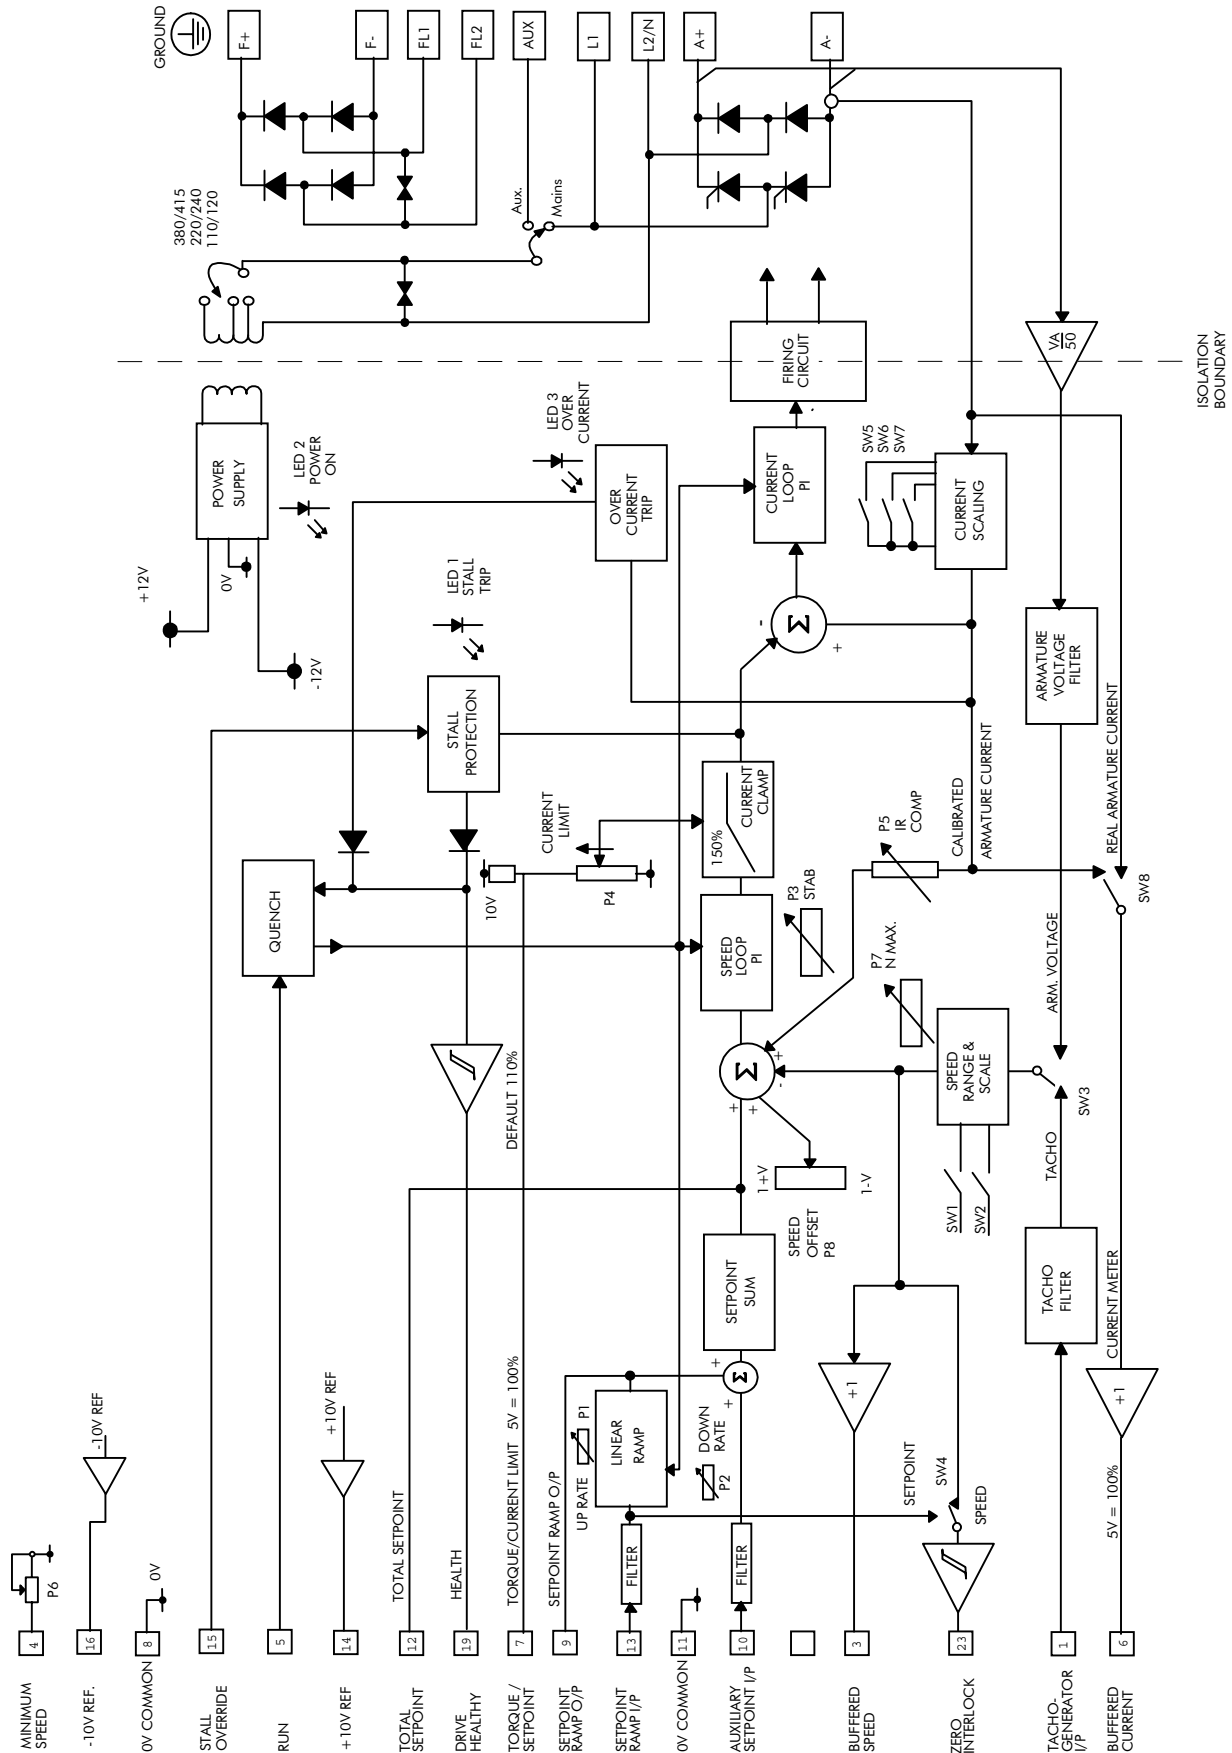 GROUND
F+
F-
FL1
FL2
AUX
L1
L2/N
A+
A-
380/415
220/240
110/120
Aux.
Mains
ISOLATION
BOUNDARY
POWER
SUPPLY
LED 2
POWER
ON
+12V
0V
-12V
LED 3
OVER
CURRENT
OVER
CURRENT
TRIP
LED 1
STALL
TRIP
FIRING
CIRCUIT
CURRENT
LOOP
PI
SW5
SW6
SW7
CURRENT
SCALING
VA
50
ARMATURE
VOLTAGE
FILTER
STALL
PROTECTION
Σ
-
+
QUENCH
CURRENT
LIMIT
10V
P4
150%
CURRENT
CLAMP
SPEED
LOOP
PI
P3
STAB
P5
IR
COMP
CALIBRATED
ARMATURE CURRENT
REAL ARMATURE CURRENT
SW8
P7
N MAX.
ARM. VOLTAGE
DEFAULT 110%
Σ
+
+
-
+
SPEED
RANGE &
SCALE
SW3
TACHO
SW1
SW2
1+V
1-V
SPEED
OFFSET
P8
SETPOINT
SUM
TACHO
FILTER
CURRENT METER
-10V REF
+10V REF
TOTAL SETPOINT
HEALTH
TORQUE/CURRENT LIMIT 5V = 100%
SETPOINT RAMP O/P
UP RATE
P1
LINEAR
RAMP
DOWN
RATE
P2
Σ
+
+
+1
+1
SETPOINT
SW4
SPEED
5V = 100%
FILTER
FILTER
P6
0V
4
16
8
15
5
14
12
19
7
9
13
11
10
3
23
1
6
MINIMUM
SPEED
-10V REF.
0V COMMON
STALL
OVERRIDE
RUN
+10V REF
TOTAL
SETPOINT
DRIVE
HEALTHY
TORQUE /
SETPOINT
SETPOINT
RAMP O/P
SETPOINT
RAMP I/P
0V COMMON
AUXILIARY
SETPOINT I/P
BUFFERED
SPEED
ZERO
INTERLOCK
TACHO-
GENERATOR
I/P
BUFFERED
CURRENT